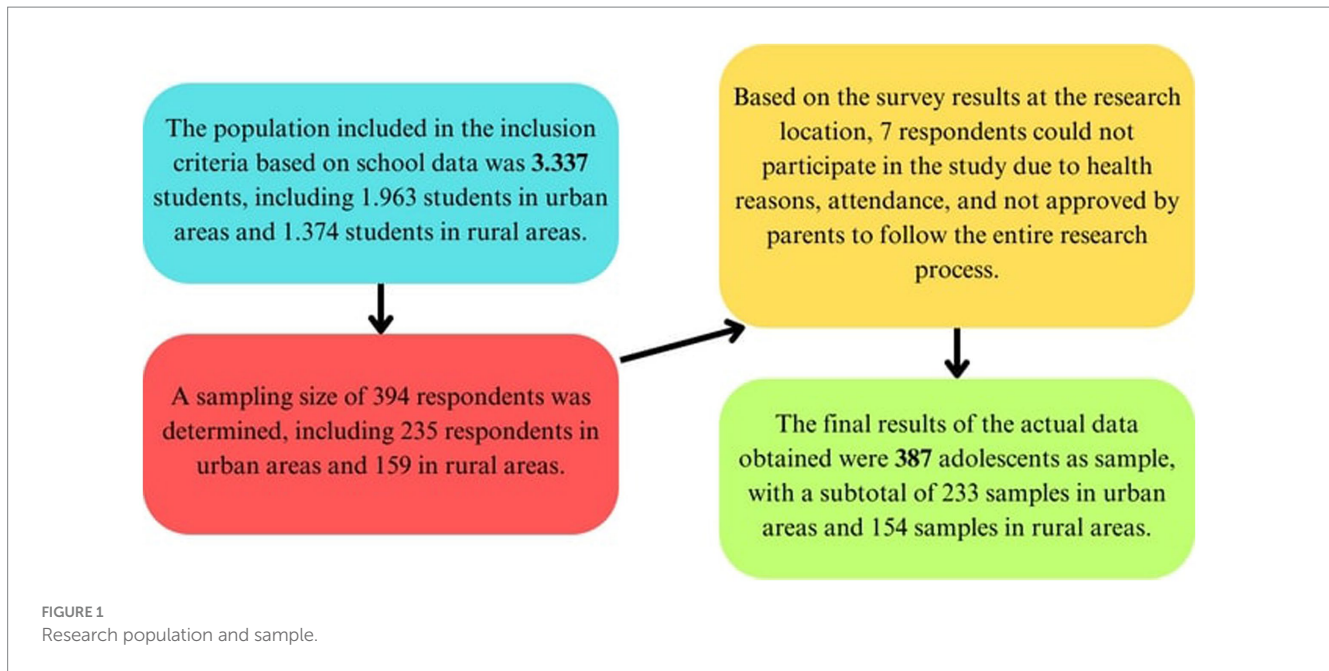 The population included in the inclusion
criteria based on school data was 3.337
students, including 1.963 students in urban
areas and 1.374 students in rural areas.
A sampling size of 394 respondents was
determined, including 235 respondents in
urban areas and 159 in rural areas.
Based on the survey results at the research
location, 7 respondents could not
participate in the study due to health
reasons, attendance, and not approved by
parents to follow the entire research
process.
The final results of the actual data
obtained were 387 adolescents as sample,
with a subtotal of 233 samples in urban
areas and 154 samples in rural areas.
FIGURE 1
Research population and sample.